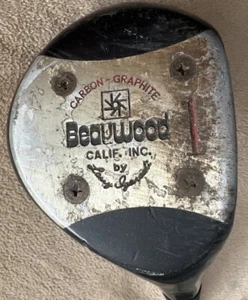 CARBON - GRAPHITE
Beauwood
CALIF. INC.
by
1